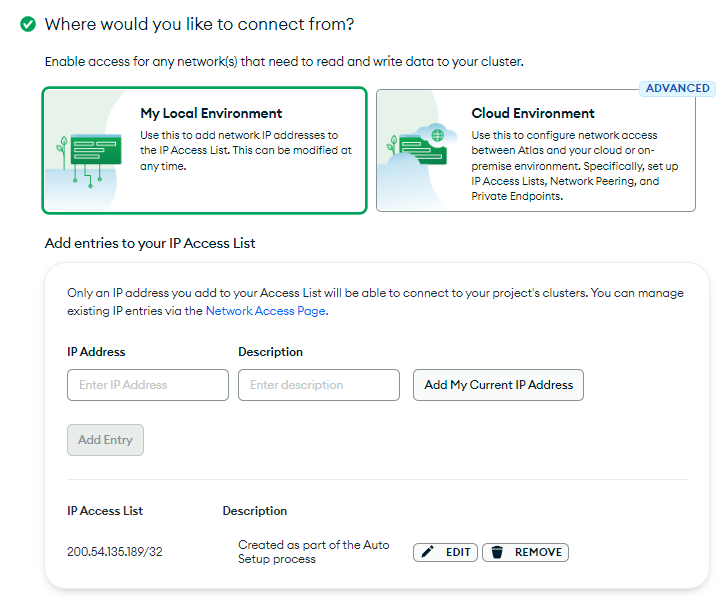 Where would you like to connect from?
Enable access for any network(s) that need to read and write data to your cluster.
ADVANCED
My Local Environment
Use this to add network IP addresses to
the IP Access List. This can be modified at
any time.
Cloud Environment
Use this to configure network access
between Atlas and your cloud or on-
premise environment. Specifically, set up
IP Access Lists, Network Peering, and
Private Endpoints.
Add entries to your IP Access List
Only an IP address you add to your Access List will be able to connect to your project's clusters. You can manage
existing IP entries via the Network Access Page.
IP Address
Description
Enter IP Address
Enter description
Add My Current IP Address
Add Entry
IP Access List
Description
200.54.135.189/32
Created as part of the Auto
Setup process
EDIT
REMOVE